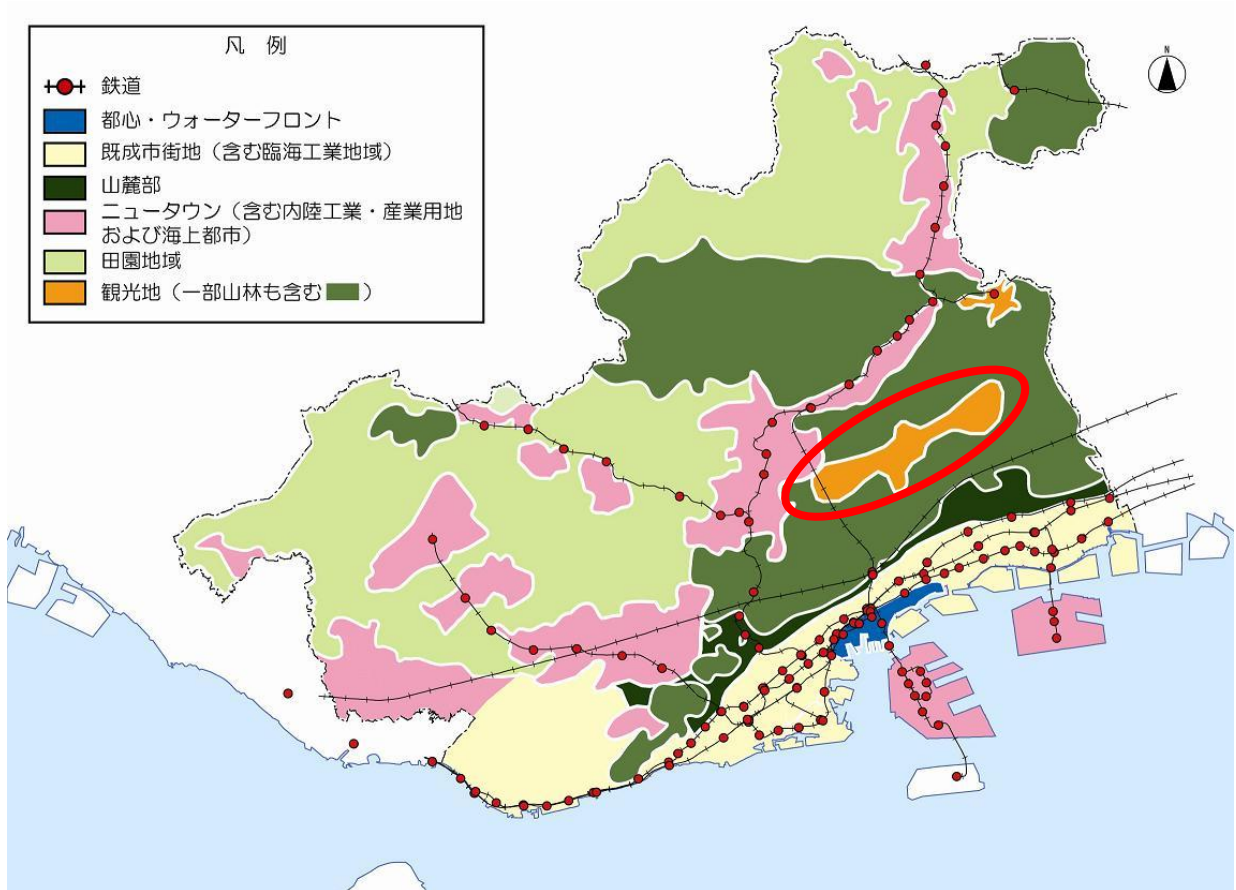 凡 例
鉄道
都心・ウォーターフロント
既成市街地（含む臨海工業地域）
山麓部
ニュータウン（含む内陸工業・産業用地
および海上都市）
田園地域
観光地（一部山林も含む　）
N